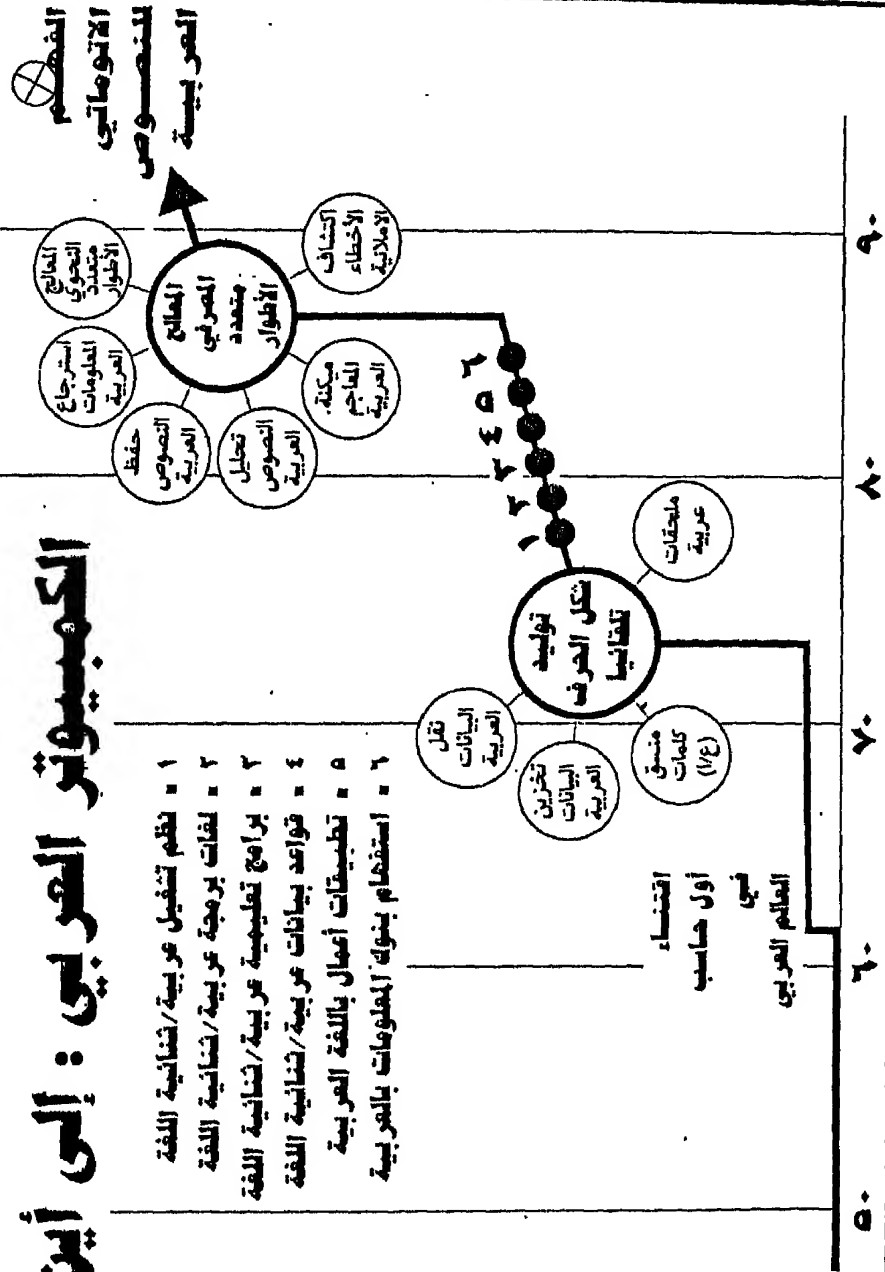 الكمبيوتر العربي : إلى أين
١ = نظم تشغيل عربية/ثنائية اللغة
٢ = لغات برمجة عربية/ثنائية اللغة
٣ = برامج تعليمية عربية/ثنائية اللغة
٤ = قواعد بيانات عربية/ثنائية اللغة
٥ = تطبيقات أعمال باللغة العربية
٦ = استفهام بنوك المعلومات بالعربية
الفهم
الاتوماتي
للنصوص
العربية
المعالج
النحوي
متعدد
الأطوار
استرجاع
المعلومات
العربية
حفظ
النصوص
العربية
تحليل
النصوص
العربية
ميكنة
المعاجم
العربية
اكتشاف
الأخطاء
الاملائية
المعالج
الصرفي
متعدد
الأطوار
١ ٢ ٣ ٤ ٥ ٦
توليد
شكل الحرف
تلقائيا
ملحقات
عربية
نقل
البيانات
العربية
تخزين
البيانات
العربية
منسق
كلمات
(ع/ا)
اقتناء
أول حاسب
في
العالم العربي
٥٠ ٦٠ ٧٠ ٨٠ ٩٠